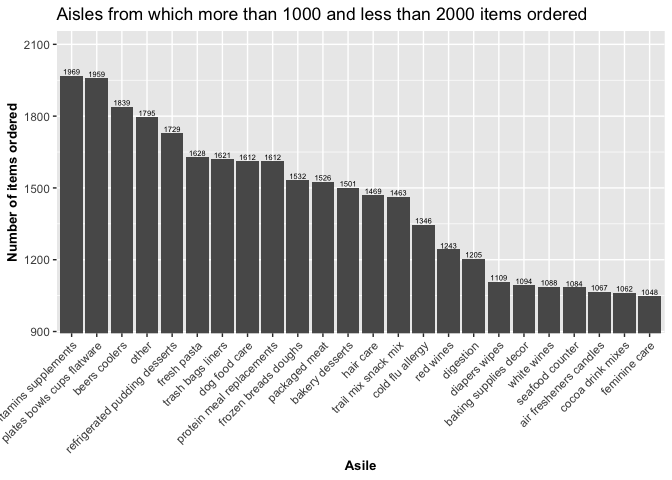 Aisles from which more than 1000 and less than 2000 items ordered
Number of items ordered
2100
1800
1500
1200
900
1969
1959
1839
1795
1729
1628
1621
1612
1612
1532
1526
1501
1469
1463
1346
1243
1205
1109
1094
1088
1084
1067
1062
1048
supplements
plates bowls cups flatware
beers coolers
other
refrigerated pudding desserts
fresh pasta
trash bags liners
dog food care
protein meal replacements
frozen breads doughs
packaged meat
bakery desserts
hair care
trail mix snack mix
cold flu allergy
red wines
digestion
diapers wipes
baking supplies decor
white wines
seafood counter
air fresheners candles
cocoa drink mixes
feminine care
Asile